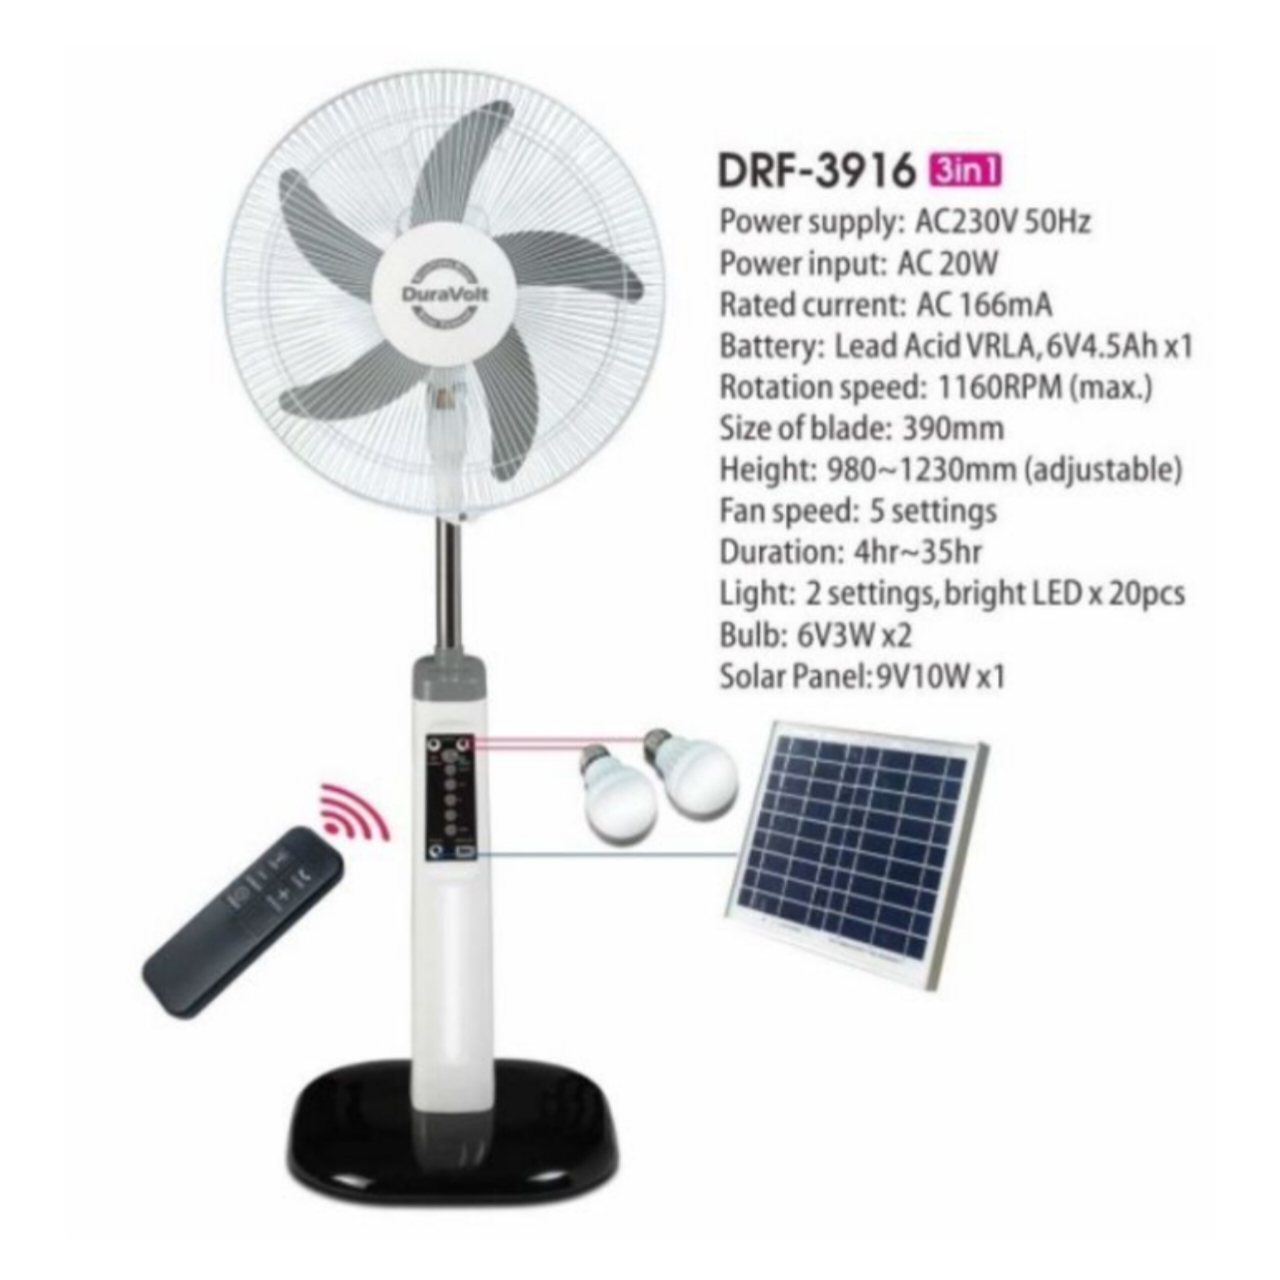 DuraVolt
DRF-3916 3in1
Power supply: AC230V 50Hz
Power input: AC 20W
Rated current: AC 166mA
Battery: Lead Acid VRLA, 6V4.5Ah x1
Rotation speed: 1160RPM (max.)
Size of blade: 390mm
Height: 980~1230mm (adjustable)
Fan speed: 5 settings
Duration: 4hr~35hr
Light: 2 settings, bright LED x 20pcs
Bulb: 6V3W x2
Solar Panel:9V10W x1